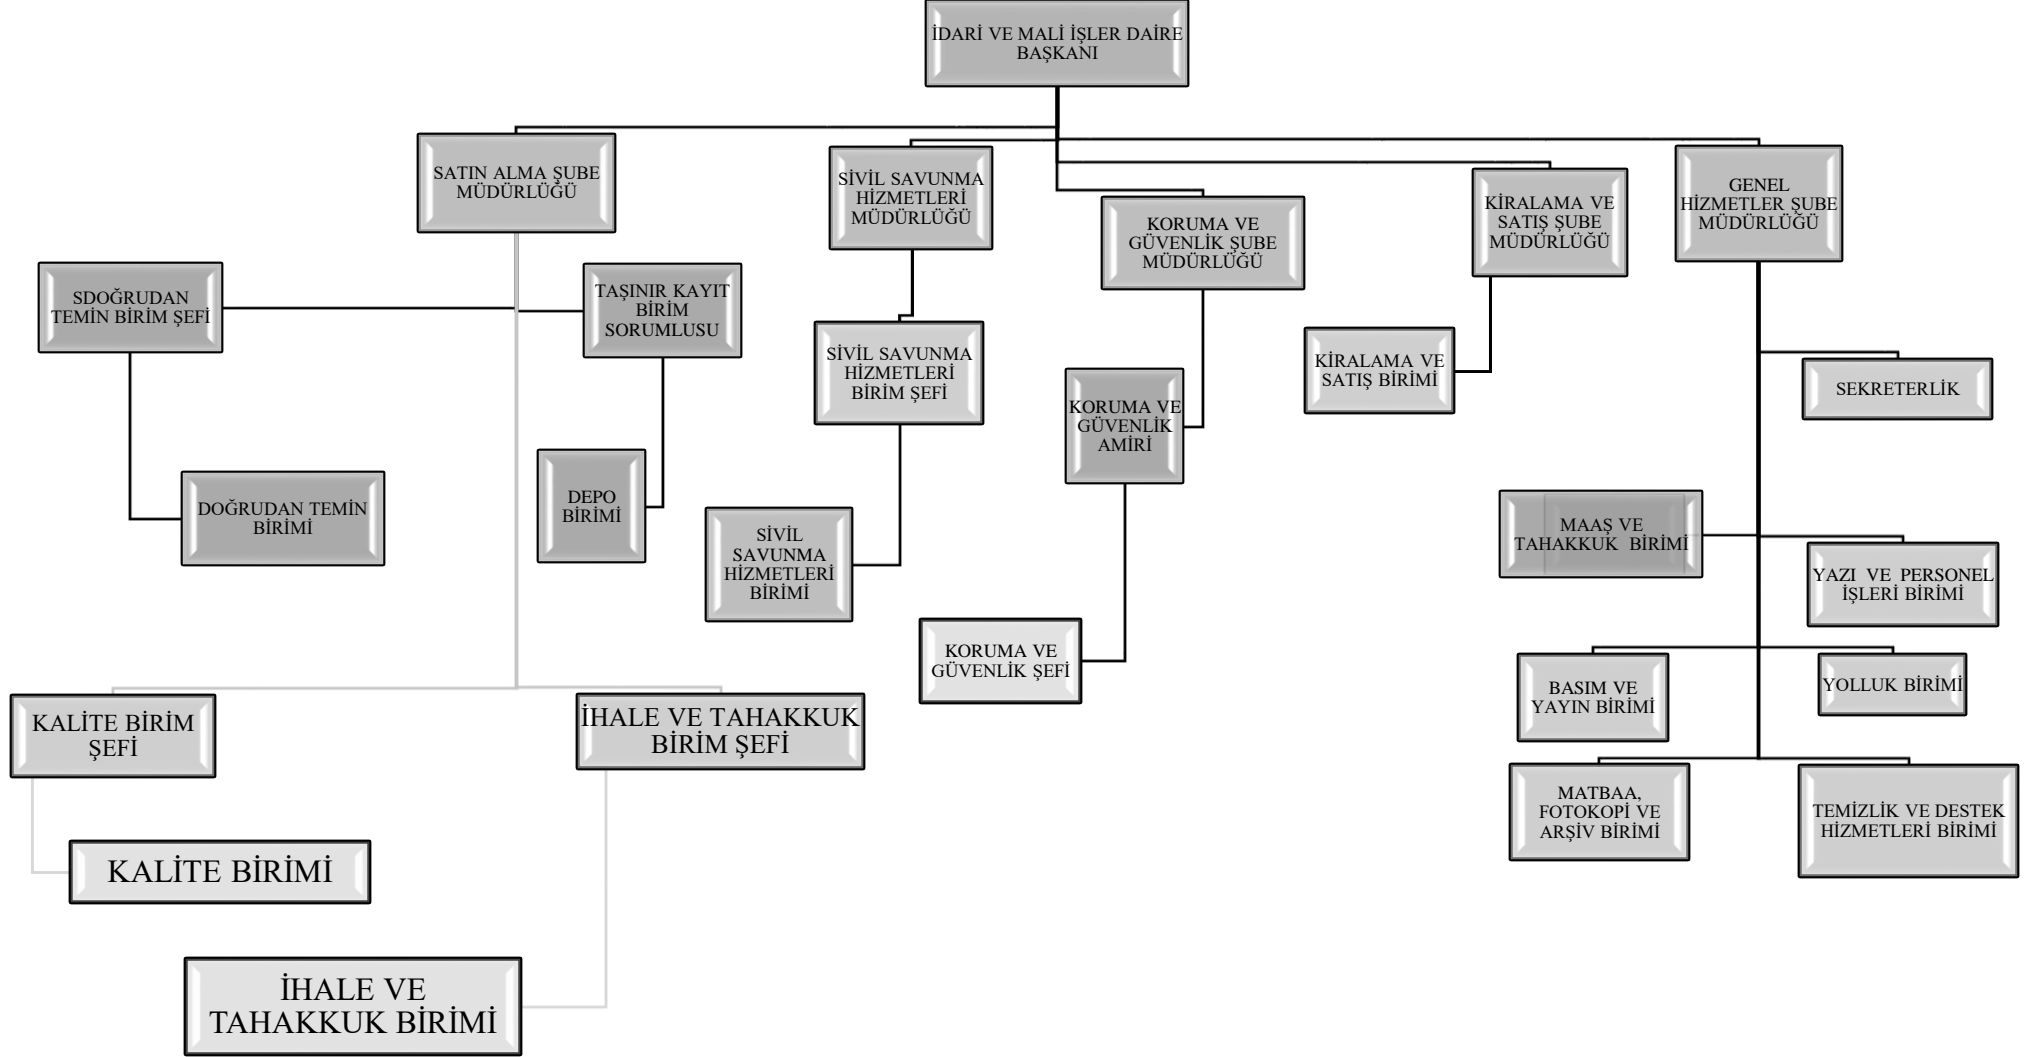 İDARİ VE MALİ İŞLER DAİRE
BAŞKANI
SATIN ALMA ŞUBE
MÜDÜRLÜĞÜ
SİVİL SAVUNMA
HİZMETLERİ
MÜDÜRLÜĞÜ
KORUMA VE
GÜVENLİK ŞUBE
MÜDÜRLÜĞÜ
KİRALAMA VE
SATIŞ ŞUBE
MÜDÜRLÜĞÜ
GENEL
HİZMETLER ŞUBE
MÜDÜRLÜĞÜ
SDOĞRUDAN
TEMİN BİRİM ŞEFİ
TAŞINIR KAYIT
BİRİM
SORUMLUSU
SİVİL SAVUNMA
HİZMETLERİ
BİRİM ŞEFİ
KORUMA VE
GÜVENLİK
AMİRİ
KİRALAMA VE
SATIŞ BİRİMİ
SEKRETERLİK
DOĞRUDAN TEMİN
BİRİMİ
DEPO
BİRİMİ
SİVİL
SAVUNMA
HİZMETLERİ
BİRİMİ
MAAŞ VE
TAHAKKUK  BİRİMİ
YAZI  VE  PERSONEL
İŞLERİ BİRİMİ
KORUMA VE
GÜVENLİK ŞEFİ
BASIM VE
YAYIN BİRİMİ
YOLLUK BİRİMİ
KALİTE BİRİM
ŞEFİ
İHALE VE TAHAKKUK
BİRİM ŞEFİ
MATBAA,
FOTOKOPİ VE
ARŞİV BİRİMİ
TEMİZLİK VE DESTEK
HİZMETLERİ BİRİMİ
KALİTE BİRİMİ
İHALE VE
TAHAKKUK BİRİMİ